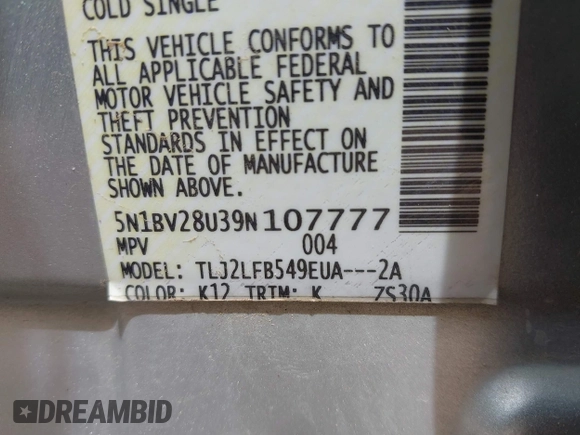 COLD SINGLE
THIS VEHICLE CONFORMS TO
ALL APPLICABLE FEDERAL
MOTOR VEHICLE SAFETY AND
THEFT PREVENTION
STANDARDS IN EFFECT ON
THE DATE OF MANUFACTURE
SHOWN ABOVE.
5N1BV28U39N107777
MPV 004
MODEL: TLJ2LFB549EUA---2A
COLOR: K12 TRIM: K ZS30A
DREAMBID